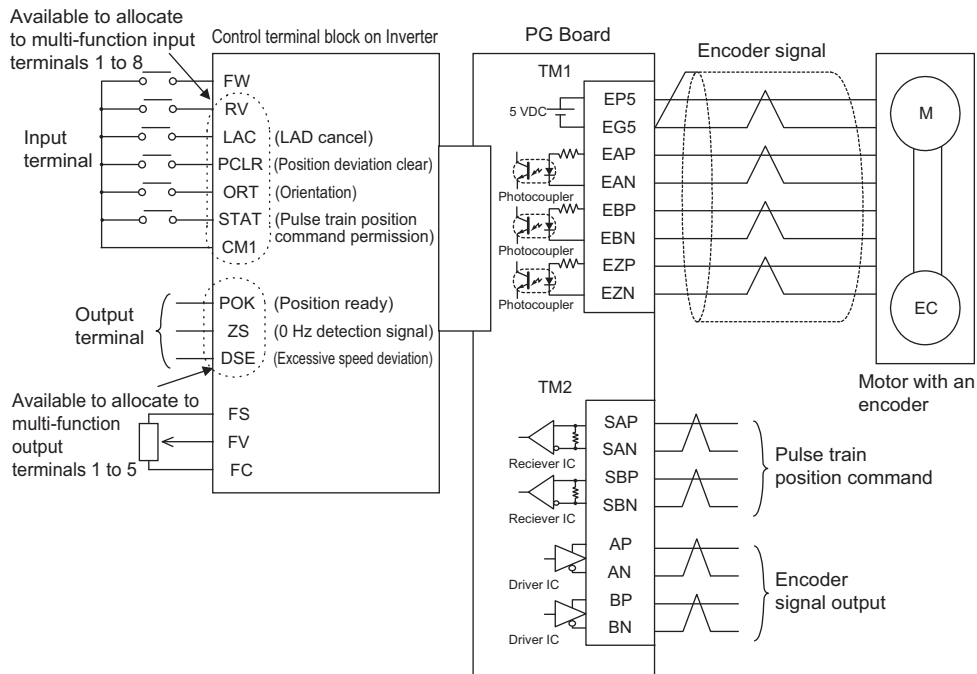 Available to allocate
to multi-function input
terminals 1 to 8
Control terminal block on Inverter
PG Board
Encoder signal
TM1
Input
terminal
FW
RV
LAC (LAD cancel)
PCLR (Position deviation clear)
ORT (Orientation)
STAT (Pulse train position
command permission)
CM1
5 VDC
Photocoupler
Photocoupler
Photocoupler
EP5
EG5
EAP
EAN
EBP
EBN
EZP
EZN
M
EC
Motor with an
encoder
Output
terminal
POK (Position ready)
ZS (0 Hz detection signal)
DSE (Excessive speed deviation)
Available to allocate to
multi-function
output
terminals 1 to 5
FS
FV
FC
TM2
Reciever IC
Reciever IC
Driver IC
Driver IC
SAP
SAN
SBP
SBN
AP
AN
BP
BN
Pulse train
position command
Encoder
signal output